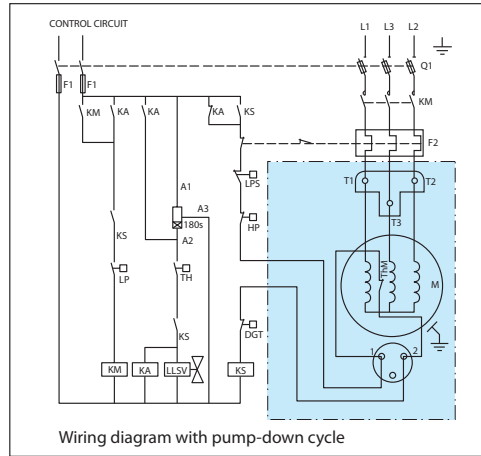 CONTROL CIRCUIT
L1 L3 L2
F1 F1
Q1
KM KA KA KA KS
KM
F2
A1
A3
LPS
T1 T2
180s
T3
A2
HP
KS
LP
TH
ThM
M
KS
DGT
1 2
KM KA LLSV KS
Wiring diagram with pump-down cycle